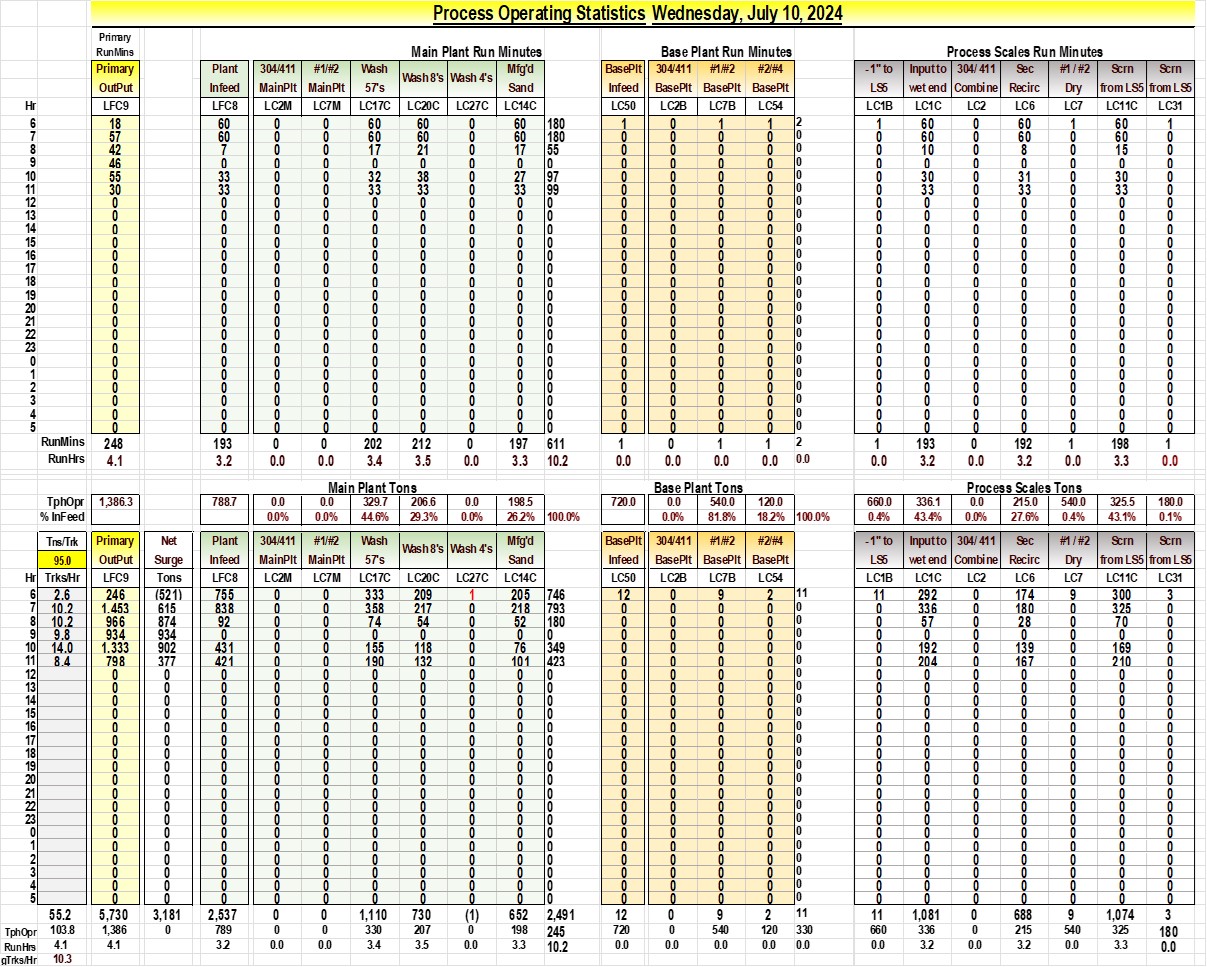 Process Operating Statistics Wednesday, July 10, 2024
Primary
RunMins Main Plant Run Minutes Base Plant Run Minutes Process Scales Run Minutes
Primary Plant 304/411 #1/#2 Wash Wash 8's Wash 4's Mfg'd BasePlt 304/411 #1/#2 #2/#4 -1" to Input to 304/ 411 Sec #1 / #2 Scrn Scrn
OutPut Infeed MainPlt MainPlt 57's Sand Infeed BasePlt BasePlt BasePlt LS5 wet end Combine Recirc Dry from LS5 from LS5
Hr LFC9 LFC8 LC2M LC7M LC17C LC20C LC27C LC14C LC50 LC2B LC7B LC54 LC1B LC1C LC2 LC6 LC7 LC11C LC31
6 18 60 0 0 60 60 0 60 180 1 0 1 1 2 1 60 0 60 1 60 1
7 57 60 0 0 60 60 0 60 180 0 0 0 0 0 0 60 0 60 0 60 0
8 42 7 0 0 17 21 0 17 55 0 0 0 0 0 0 10 0 8 0 15 0
9 46 0 0 0 0 0 0 0 0 0 0 0 0 0 0 0 0 0 0 0 0
10 55 33 0 0 32 38 0 27 97 0 0 0 0 0 0 30 0 31 0 30 0
11 30 33 0 0 33 33 0 33 99 0 0 0 0 0 0 33 0 33 0 33 0
12 0 0 0 0 0 0 0 0 0 0 0 0 0 0 0 0 0 0 0 0
13 0 0 0 0 0 0 0 0 0 0 0 0 0 0 0 0 0 0 0 0
14 0 0 0 0 0 0 0 0 0 0 0 0 0 0 0 0 0 0 0 0
15 0 0 0 0 0 0 0 0 0 0 0 0 0 0 0 0 0 0 0 0
16 0 0 0 0 0 0 0 0 0 0 0 0 0 0 0 0 0 0 0 0
17 0 0 0 0 0 0 0 0 0 0 0 0 0 0 0 0 0 0 0 0
18 0 0 0 0 0 0 0 0 0 0 0 0 0 0 0 0 0 0 0 0
19 0 0 0 0 0 0 0 0 0 0 0 0 0 0 0 0 0 0 0 0
20 0 0 0 0 0 0 0 0 0 0 0 0 0 0 0 0 0 0 0 0
21 0 0 0 0 0 0 0 0 0 0 0 0 0 0 0 0 0 0 0 0
22 0 0 0 0 0 0 0 0 0 0 0 0 0 0 0 0 0 0 0 0
23 0 0 0 0 0 0 0 0 0 0 0 0 0 0 0 0 0 0 0 0
0 0 0 0 0 0 0 0 0 0 0 0 0 0 0 0 0 0 0 0 0
1 0 0 0 0 0 0 0 0 0 0 0 0 0 0 0 0 0 0 0 0
2 0 0 0 0 0 0 0 0 0 0 0 0 0 0 0 0 0 0 0 0
3 0 0 0 0 0 0 0 0 0 0 0 0 0 0 0 0 0 0 0 0
4 0 0 0 0 0 0 0 0 0 0 0 0 0 0 0 0 0 0 0 0
5 0 0 0 0 0 0 0 0 0 0 0 0 0 0 0 0 0 0 0 0
RunMins 248 193 0 0 202 212 0 197 611 1 0 1 1 2 1 193 0 192 1 198 1
RunHrs 4.1 3.2 0.0 0.0 3.4 3.5 0.0 3.3 10.2 0.0 0.0 0.0 0.0 0.0 0.0 3.2 0.0 3.2 0.0 3.3 0.0
Main Plant Tons Base Plant Tons Process Scales Tons
TphOpr 1,386.3 788.7 0.0 0.0 329.7 206.6 0.0 198.5 720.0 0.0 540.0 120.0 660.0 336.1 0.0 215.0 540.0 325.5 180.0
% InFeed 0.0% 0.0% 44.6% 29.3% 0.0% 26.2% 100.0% 0.0% 81.8% 18.2% 100.0% 0.4% 43.4% 0.0% 27.6% 0.4% 43.1% 0.1%
Tns/Trk Primary Net Plant 304/411 #1/#2 Wash Wash 8's Wash 4's Mfg'd BasePlt 304/411 #1/#2 #2/#4 -1" to Input to 304/ 411 Sec #1 / #2 Scrn Scrn
95.0 OutPut Surge Infeed MainPlt MainPlt 57's Sand Infeed BasePlt BasePlt BasePlt LS5 wet end Combine Recirc Dry from LS5 from LS5
Hr Trks/Hr LFC9 Tons LFC8 LC2M LC7M LC17C LC20C LC27C LC14C LC50 LC2B LC7B LC54 LC1B LC1C LC2 LC6 LC7 LC11C LC31
6 2.6 246 (521) 755 0 0 333 209 1 205 746 12 0 9 2 11 11 292 0 174 9 300 3
7 10.2 1,453 615 838 0 0 358 217 0 218 793 0 0 0 0 0 0 336 0 180 0 325 0
8 10.2 966 874 92 0 0 74 54 0 52 180 0 0 0 0 0 0 57 0 28 0 70 0
9 9.8 934 934 0 0 0 0 0 0 0 0 0 0 0 0 0 0 0 0 0 0 0
10 14.0 1,333 902 431 0 0 155 118 0 76 349 0 0 0 0 0 0 192 0 139 0 169 0
11 8.4 798 377 421 0 0 190 132 0 101 423 0 0 0 0 0 0 204 0 167 0 210 0
12 0 0 0 0 0 0 0 0 0 0 0 0 0 0 0 0 0 0 0 0 0
13 0 0 0 0 0 0 0 0 0 0 0 0 0 0 0 0 0 0 0 0 0
14 0 0 0 0 0 0 0 0 0 0 0 0 0 0 0 0 0 0 0 0 0
15 0 0 0 0 0 0 0 0 0 0 0 0 0 0 0 0 0 0 0 0 0
16 0 0 0 0 0 0 0 0 0 0 0 0 0 0 0 0 0 0 0 0 0
17 0 0 0 0 0 0 0 0 0 0 0 0 0 0 0 0 0 0 0 0 0
18 0 0 0 0 0 0 0 0 0 0 0 0 0 0 0 0 0 0 0 0 0
19 0 0 0 0 0 0 0 0 0 0 0 0 0 0 0 0 0 0 0 0 0
20 0 0 0 0 0 0 0 0 0 0 0 0 0 0 0 0 0 0 0 0 0
21 0 0 0 0 0 0 0 0 0 0 0 0 0 0 0 0 0 0 0 0 0
22 0 0 0 0 0 0 0 0 0 0 0 0 0 0 0 0 0 0 0 0 0
23 0 0 0 0 0 0 0 0 0 0 0 0 0 0 0 0 0 0 0 0 0
0 0 0 0 0 0 0 0 0 0 0 0 0 0 0 0 0 0 0 0 0 0
1 0 0 0 0 0 0 0 0 0 0 0 0 0 0 0 0 0 0 0 0 0
2 0 0 0 0 0 0 0 0 0 0 0 0 0 0 0 0 0 0 0 0 0
3 0 0 0 0 0 0 0 0 0 0 0 0 0 0 0 0 0 0 0 0 0
4 0 0 0 0 0 0 0 0 0 0 0 0 0 0 0 0 0 0 0 0 0
5 0 0 0 0 0 0 0 0 0 0 0 0 0 0 0 0 0 0 0 0 0
55.2 5,730 3,181 2,537 0 0 1,110 730 (1) 652 2,491 12 0 9 2 11 11 1,081 0 688 9 1,074 3
TphOpr 103.8 1,386 0 789 0 0 330 207 0 198 245 720 0 540 120 330 660 336 0 215 540 325 180
RunHrs 4.1 4.1 3.2 0.0 0.0 3.4 3.5 0.0 3.3 10.2 0.0 0.0 0.0 0.0 0.0 3.2 0.0 3.2 0.0 3.3 0.0
gTrks/Hr 10.3